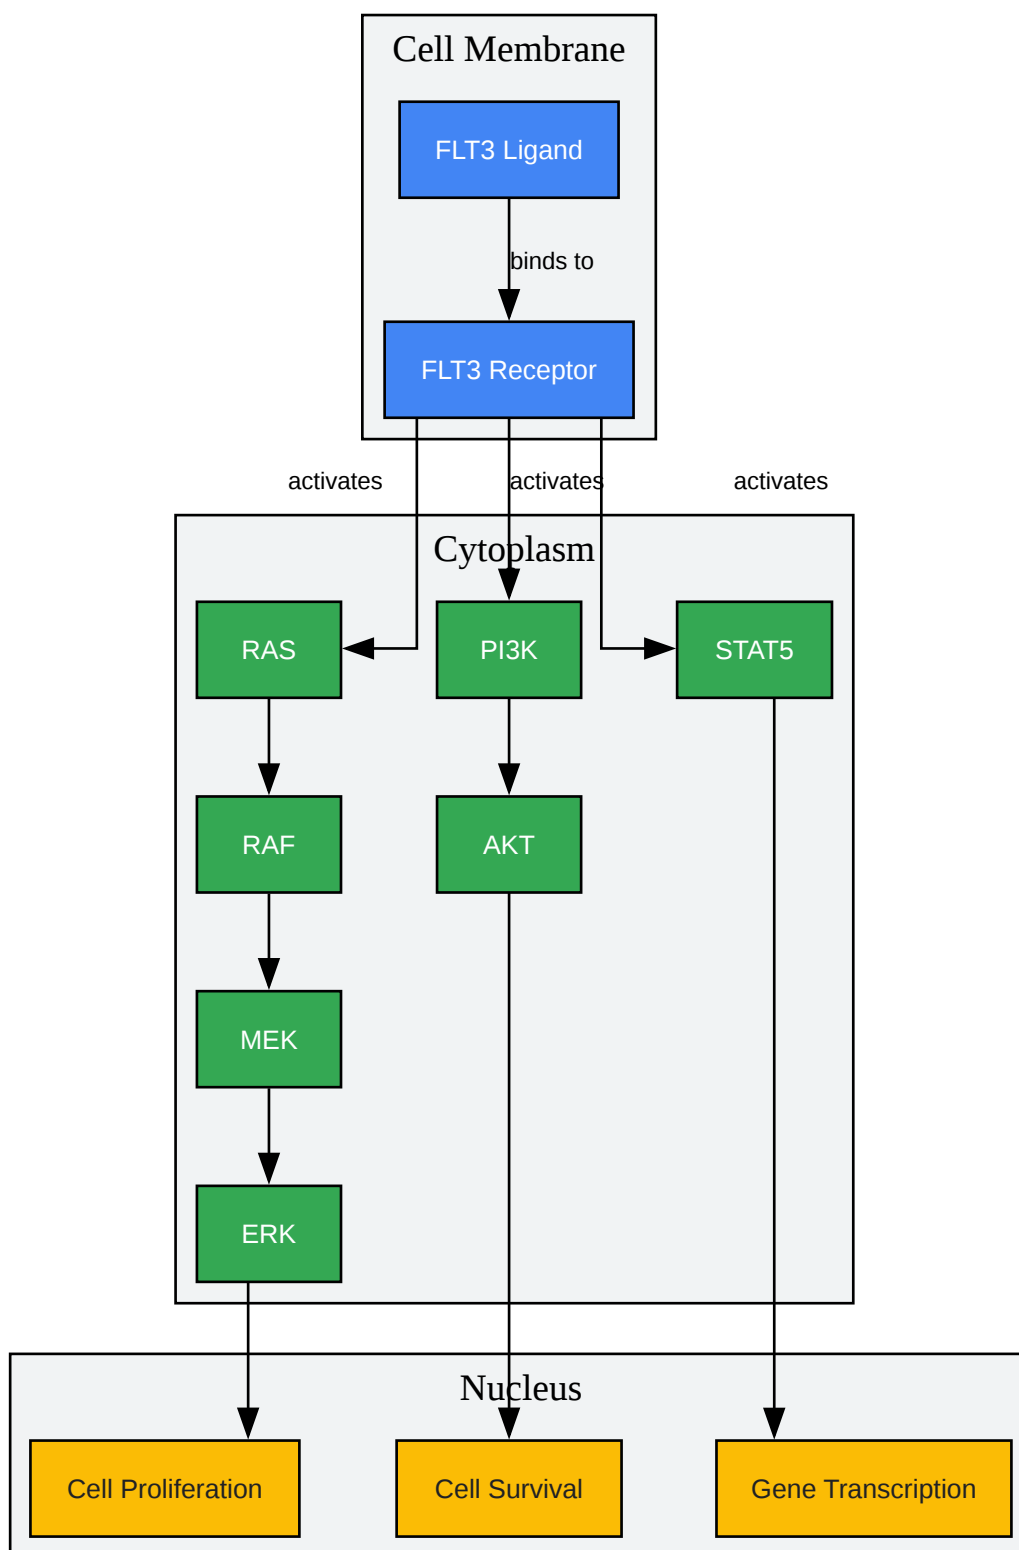 Cell Membrane
FLT3 Ligand
binds to
FLT3 Receptor
activates
activates
activates
Cytoplasm
RAS
PI3K
STAT5
RAF
AKT
MEK
ERK
Nucleus
Cell Proliferation
Cell Survival
Gene Transcription